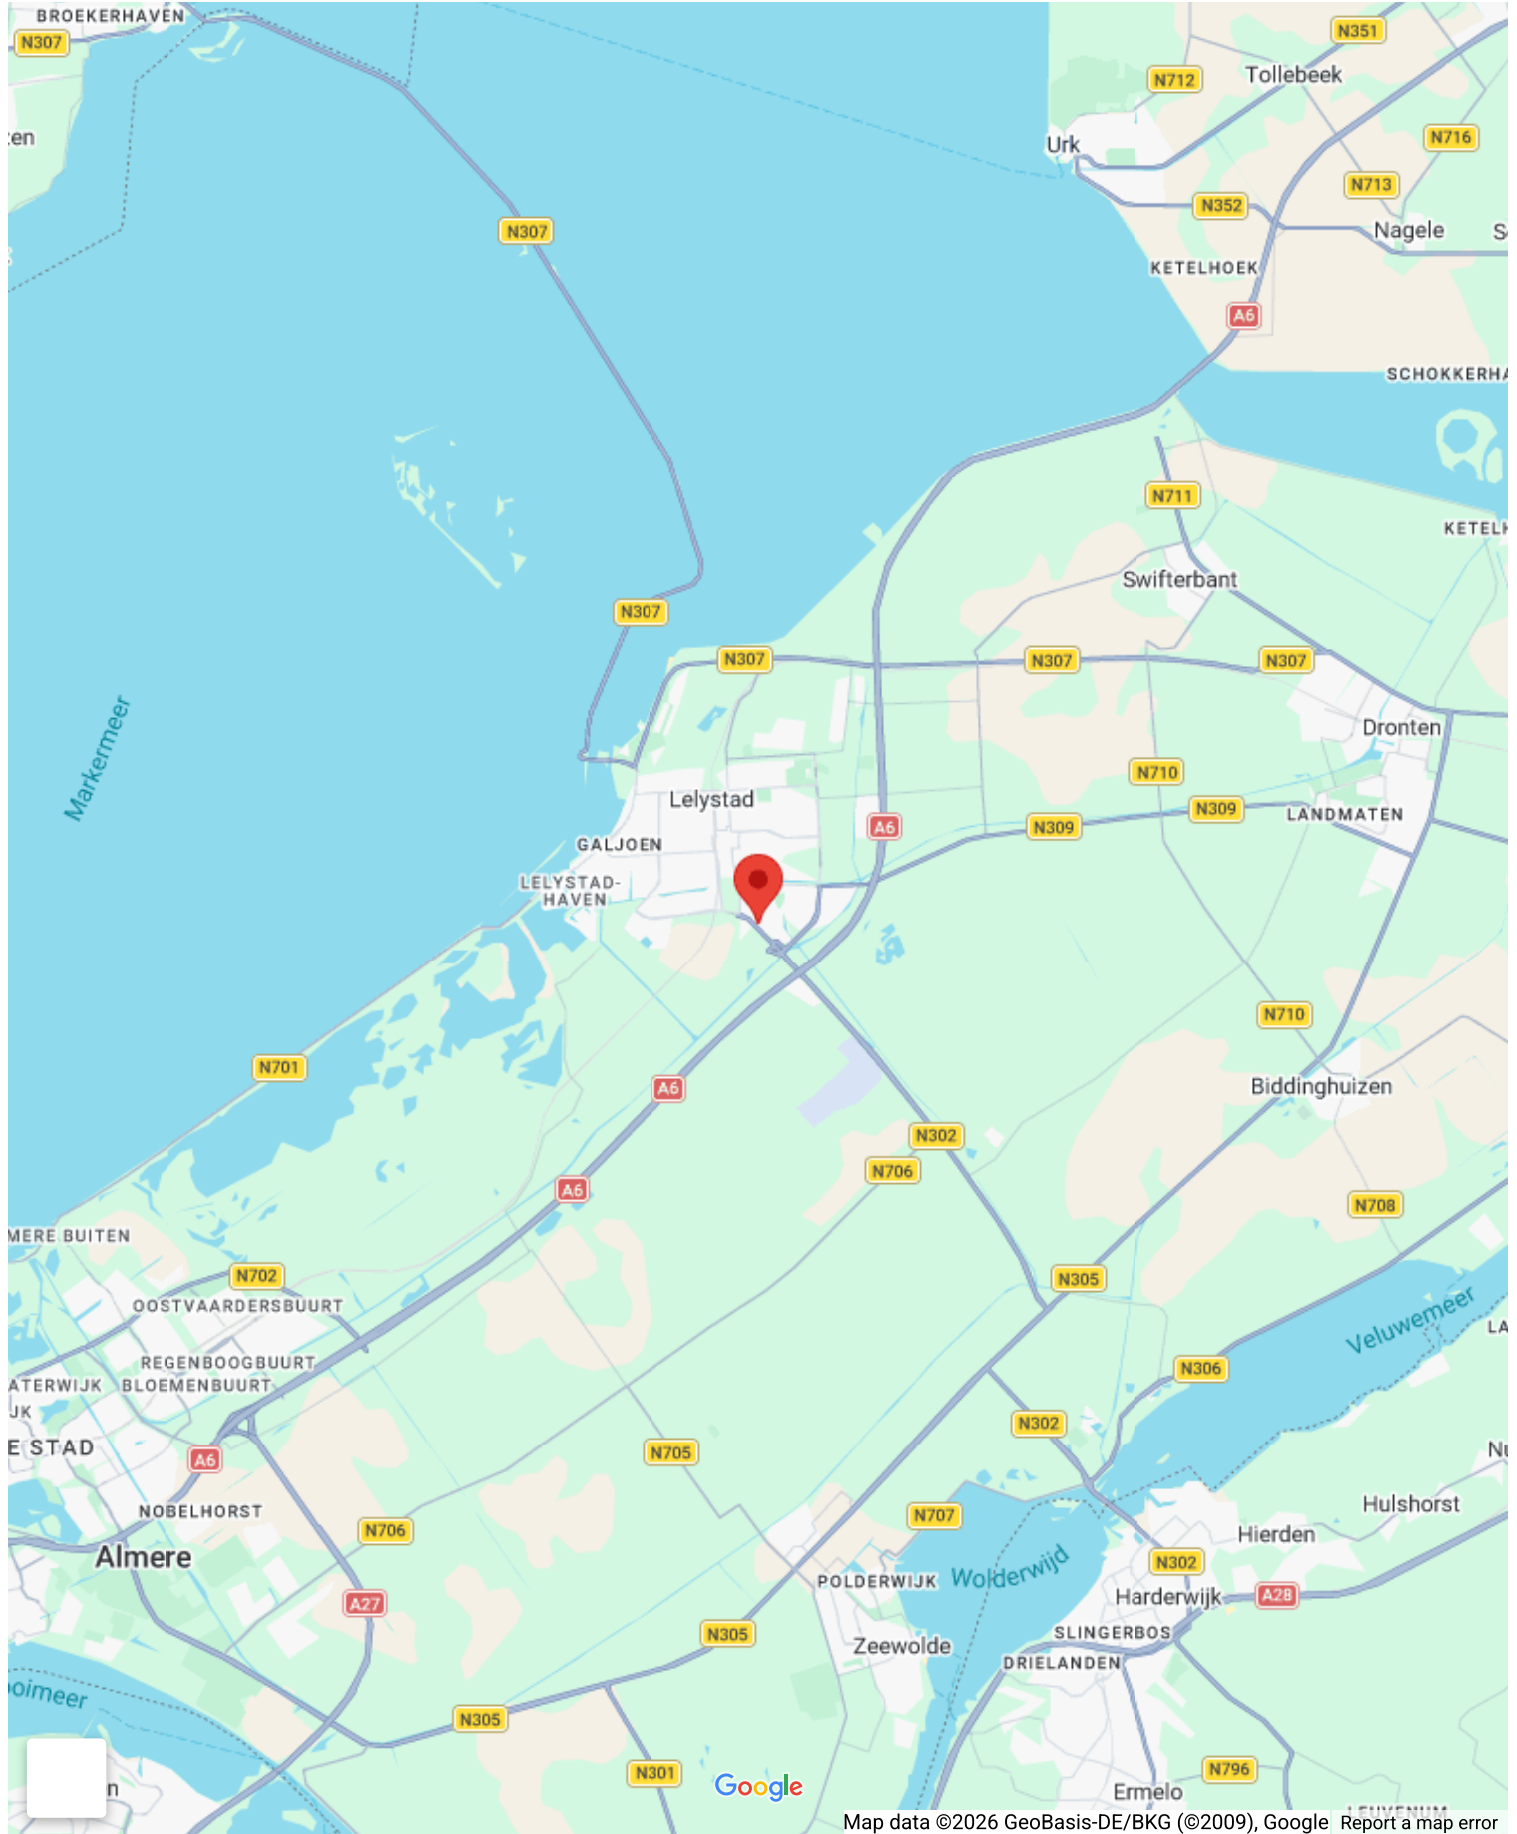 BROEKERHAVEN
N307
N351
N712
Tollebeek
N716
Urk
N713
N352
Nagele
N307
KETELHOEK
A6
SCHOKKERHA
N711
KETELH
Swifterbant
N307
N307
N307
N307
Markermeer
Dronten
N710
Lelystad
N309
N309
LANDMATEN
A6
GALJOEN
LELYSTAD-
HAVEN
N710
N701
A6
Biddinghuizen
N302
N706
A6
N708
MERE BUITEN
N702
N305
OOSTVAARDERSBUURT
Veluwemeer
REGENBOOGBUURT
N306
ATERWIJK
BLOEMENBUURT
JK
N302
E STAD
A6
N705
NOBELHORST
N707
Hulshorst
N706
Hierden
Almere
N302
Wolderwijd
POLDERWIJK
Harderwijk
A28
A27
N305
SLINGERBOS
Zeewolde
DRIELANDEN
ooimeer
N305
N301
N796
Google
Ermelo
LEUVENUM
Map data ©2026 GeoBasis-DE/BKG (©2009), Google
Report a map error